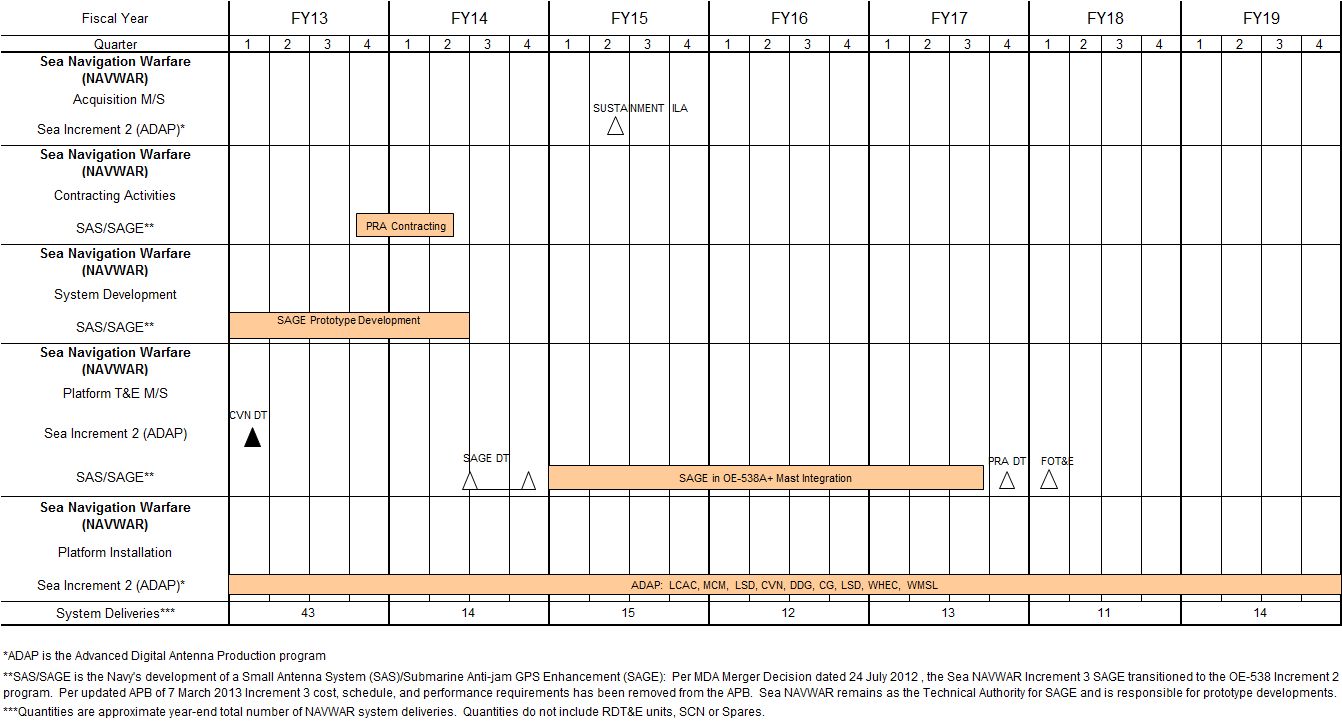 Fiscal Year FY13 FY14 FY15 FY16 FY17 FY18 FY19
Quarter 1 2 3 4 1 2 3 4 1 2 3 4 1 2 3 4 1 2 3 4 1 2 3 4 1 2 3 4
Sea Navigation Warfare
(NAVWAR)
Acquisition M/S
SUSTAINMENT ILA
Sea Increment 2 (ADAP)*
Sea Navigation Warfare
(NAVWAR)
Contracting Activities
SAS/SAGE** PRA Contracting
Sea Navigation Warfare
(NAVWAR)
System Development
SAS/SAGE** SAGE Prototype Development
Sea Navigation Warfare
(NAVWAR)
Platform T&E M/S
CVN DT
Sea Increment 2 (ADAP)
SAGE DT PRA DT FOT&E
SAS/SAGE** SAGE in OE-538A+ Mast Integration
Sea Navigation Warfare
(NAVWAR)
Platform Installation
Sea Increment 2 (ADAP)* ADAP: LCAC, MCM, LSD, CVN, DDG, CG, LSD, WHEC, WMSL
System Deliveries*** 43 14 15 12 13 11 14
*ADAP is the Advanced Digital Antenna Production program
**SAS/SAGE is the Navy's development of a Small Antenna System (SAS)/Submarine Anti-jam GPS Enhancement (SAGE): Per MDA Merger Decision dated 24 July 2012 , the Sea NAVWAR Increment 3 SAGE transitioned to the OE-538 Increment 2
program. Per updated APB of 7 March 2013 Increment 3 cost, schedule, and performance requirements has been removed from the APB. Sea NAVWAR remains as the Technical Authority for SAGE and is responsible for prototype developments.
***Quantities are approximate year-end total number of NAVWAR system deliveries. Quantities do not include RDT&E units, SCN or Spares.